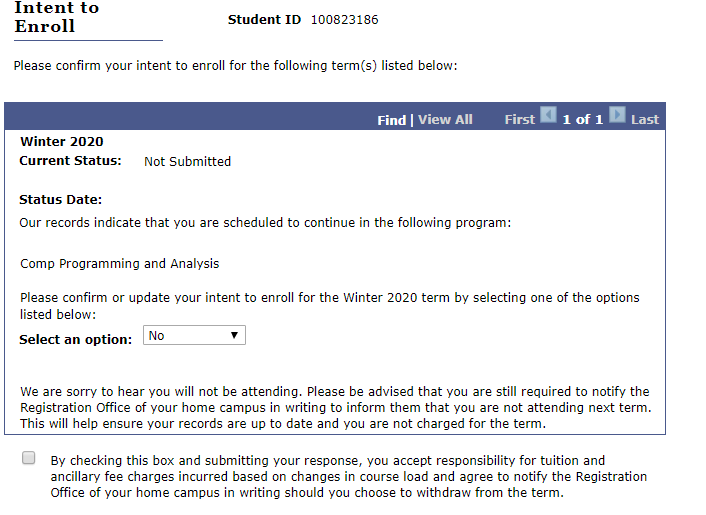 Intent to
Enroll
Student ID 100823186
Please confirm your intent to enroll for the following term(s) listed below:
Find | View All First 1 of 1 Last
Winter 2020
Current Status: Not Submitted
Status Date:
Our records indicate that you are scheduled to continue in the following program:
Comp Programming and Analysis
Please confirm or update your intent to enroll for the Winter 2020 term by selecting one of the options
listed below:
Select an option: No
We are sorry to hear you will not be attending. Please be advised that you are still required to notify the
Registration Office of your home campus in writing to inform them that you are not attending next term.
This will help ensure your records are up to date and you are not charged for the term.
By checking this box and submitting your response, you accept responsibility for tuition and
ancillary fee charges incurred based on changes in course load and agree to notify the Registration
Office of your home campus in writing should you choose to withdraw from the term.